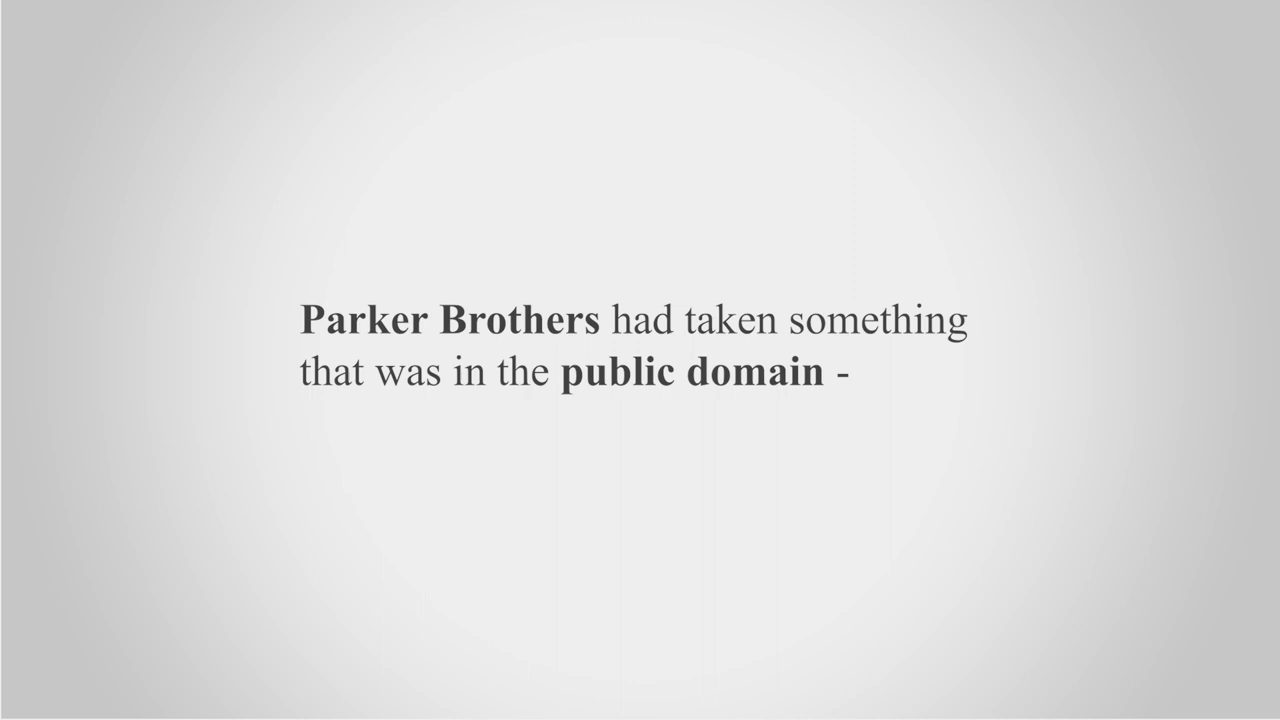 Parker Brothers had taken something
that was in the public domain -